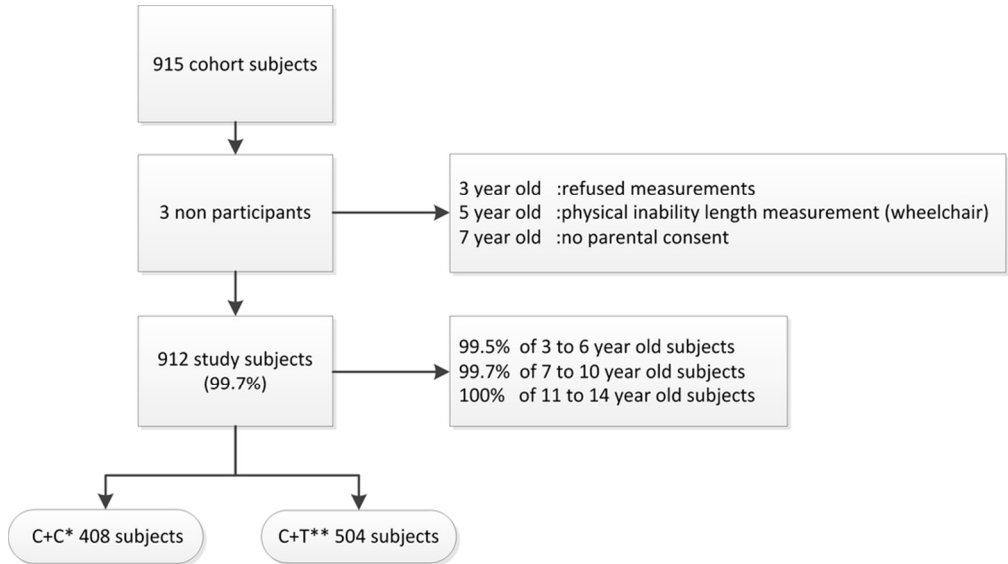 915 cohort subjects
3 non participants
3 year old :refused measurements
5 year old :physical inability length measurement (wheelchair)
7 year old :no parental consent
912 study subjects
(99.7%)
99.5% of 3 to 6 year old subjects
99.7% of 7 to 10 year old subjects
100% of 11 to 14 year old subjects
C+C* 408 subjects
C+T** 504 subjects